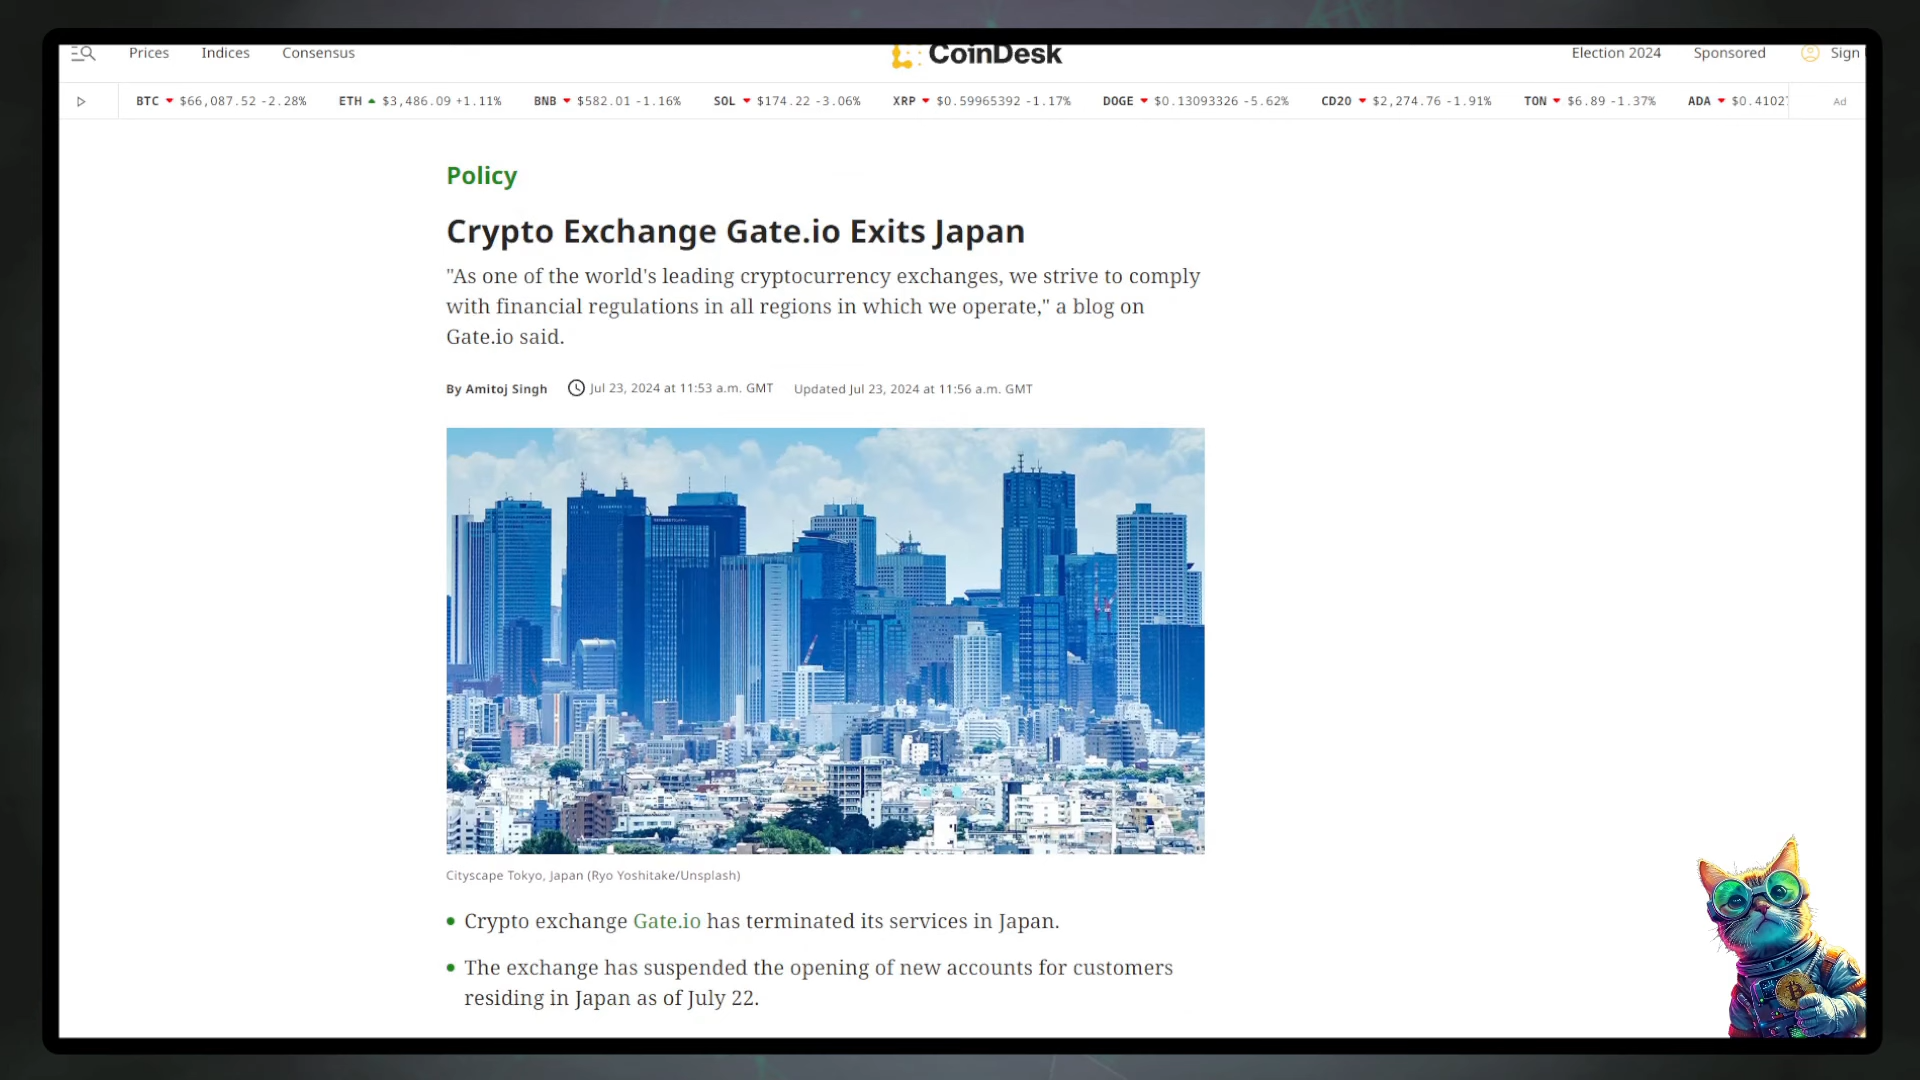 Prices Indices Consensus CoinDesk Election 2024 Sponsored Sign
BTC $66,087.52 -2.28% ETH $3,486.09 +1.11% BNB $582.01 -1.16% SOL $174.22 -3.06% XRP $0.59965392 -1.17% DOGE $0.13093326 -5.62% CD20 $2,274.76 -1.91% TON $6.89 -1.37% ADA $0.4102 Ad
Policy
Crypto Exchange Gate.io Exits Japan
"As one of the world's leading cryptocurrency exchanges, we strive to comply
with financial regulations in all regions in which we operate," a blog on
Gate.io said.
By Amitoj Singh Jul 23, 2024 at 11:53 a.m. GMT Updated Jul 23, 2024 at 11:56 a.m. GMT
Cityscape Tokyo, Japan (Ryo Yoshitake/Unsplash)
Crypto exchange Gate.io has terminated its services in Japan.
The exchange has suspended the opening of new accounts for customers
residing in Japan as of July 22.